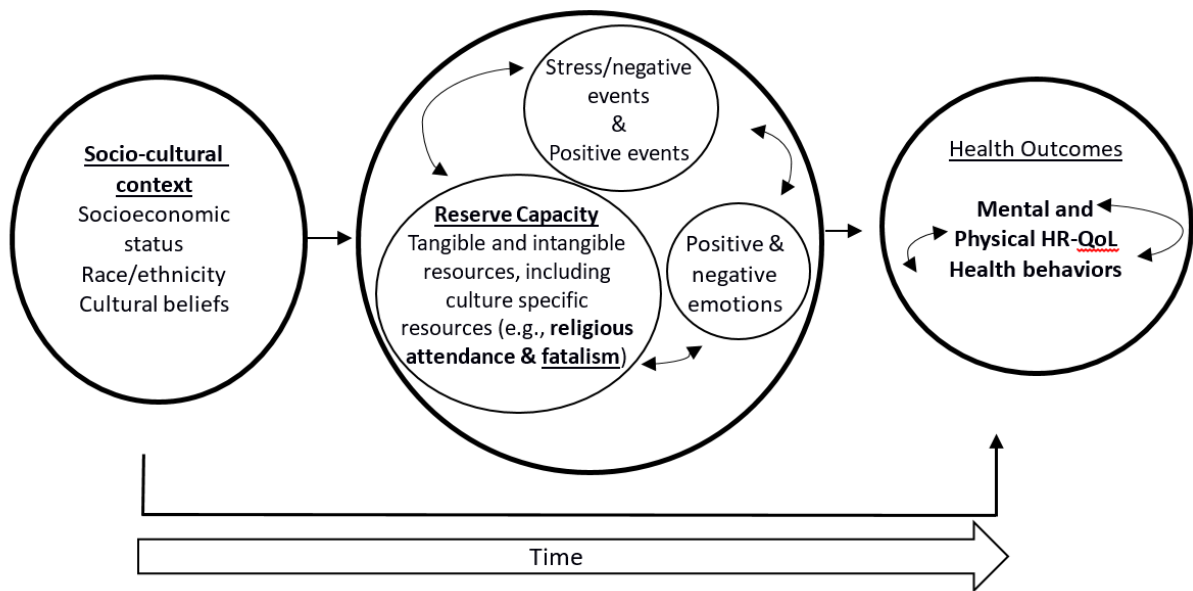 Socio-cultural
context
Socioeconomic
status
Race/ethnicity
Cultural beliefs
Stress/negative
events
&
Positive events
Reserve Capacity
Tangible and intangible
resources, including
culture specific
resources (e.g., religious
attendance & fatalism)
Positive &
negative
emotions
Health Outcomes
Mental and
Physical HR-QoL
Health behaviors
Time